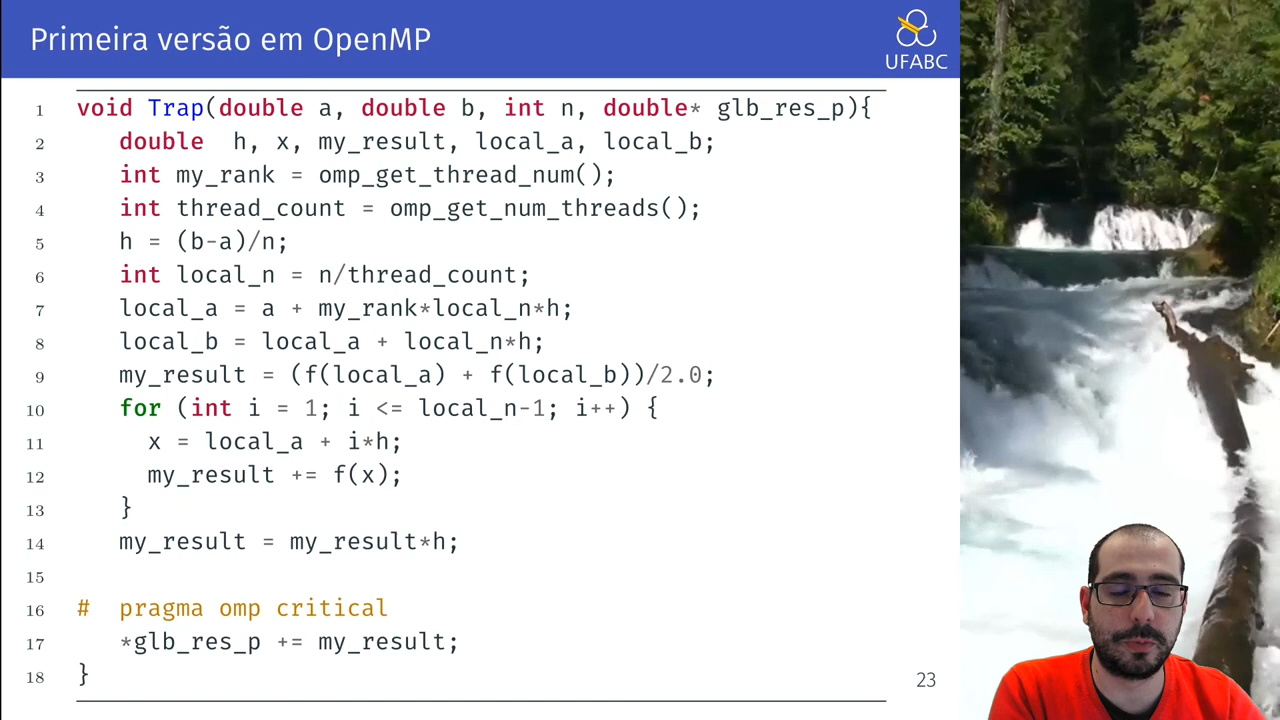 Primeira versão em OpenMP
UFABC
1 void Trap(double a, double b, int n, double* glb_res_p){
2 double  h, x, my_result, local_a, local_b;
3 int my_rank = omp_get_thread_num();
4 int thread_count = omp_get_num_threads();
5 h = (b-a)/n;
6 int local_n = n/thread_count;
7 local_a = a + my_rank*local_n*h;
8 local_b = local_a + local_n*h;
9 my_result = (f(local_a) + f(local_b))/2.0;
10 for (int i = 1; i <= local_n-1; i++) {
11 x = local_a + i*h;
12 my_result += f(x);
13 }
14 my_result = my_result*h;
15
16 #  pragma omp critical
17 *glb_res_p += my_result;
18 }
23